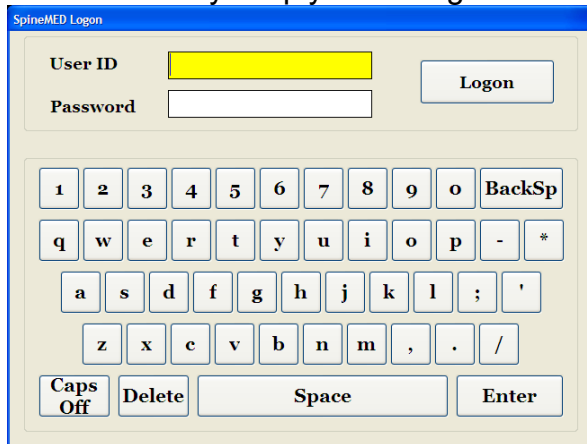 SpineMED Logon
User ID
Logon
Password
1 2 3 4 5 6 7 8 9 0 BackSp
q w e r t y u i o p - *
a s d f g h j k l ; '
z x c v b n m , . /
Caps Off Delete Space Enter